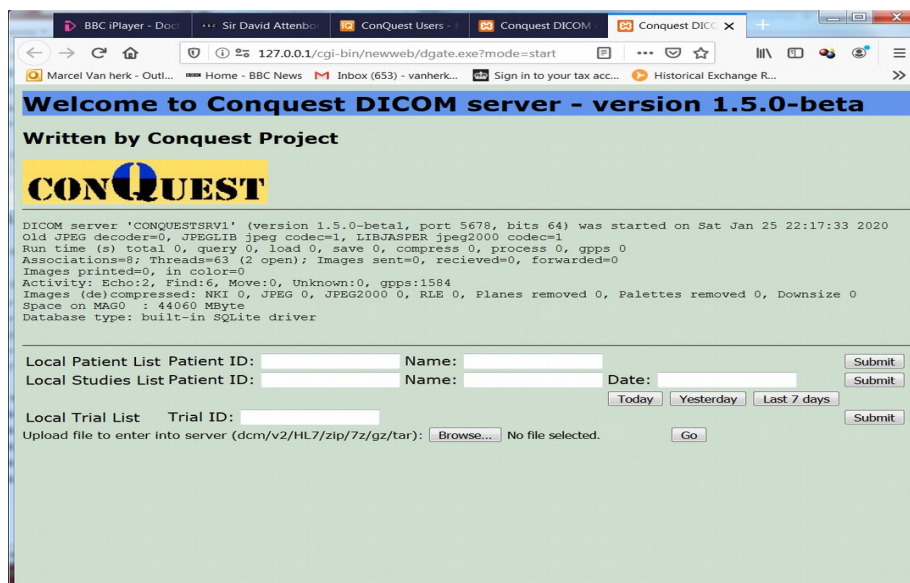 BBC iPlayer - Doc Sir David Attenbor ConQuest Users - Conquest DICOM Conquest DICO
127.0.0.1/cgi-bin/newweb/dgate.exe?mode=start
Marcel Van herk - Outl... Home - BBC News Inbox (653) - vanherk... Sign in to your tax acc... Historical Exchange R...
Welcome to Conquest DICOM server - version 1.5.0-beta
Written by Conquest Project
CONQUEST
DICOM server 'CONQUESTSRV1' (version 1.5.0-beta1, port 5678, bits 64) was started on Sat Jan 25 22:17:33 2020
Old JPEG decoder=0, JPEGLIB jpeg codec=1, LIBJASPER jpeg2000 codec=1
Run time (s) total 0, query 0, load 0, save 0, compress 0, process 0, gpps 0
Associations=8; Threads=63 (2 open); Images sent=0, recieved=0, forwarded=0
Images printed=0, in color=0
Activity: Echo:2, Find:6, Move:0, Unknown:0, gpps:1584
Images (de)compressed: NKI 0, JPEG 0, JPEG2000 0, RLE 0, Planes removed 0, Palettes removed 0, Downsize 0
Space on MAG0 : 44060 MByte
Database type: built-in SQLite driver
Local Patient List Patient ID: Name: Submit
Local Studies List Patient ID: Name: Date: Submit
Today Yesterday Last 7 days
Local Trial List Trial ID: Submit
Upload file to enter into server (dcm/v2/HL7/zip/7z/gz/tar): Browse... No file selected. Go